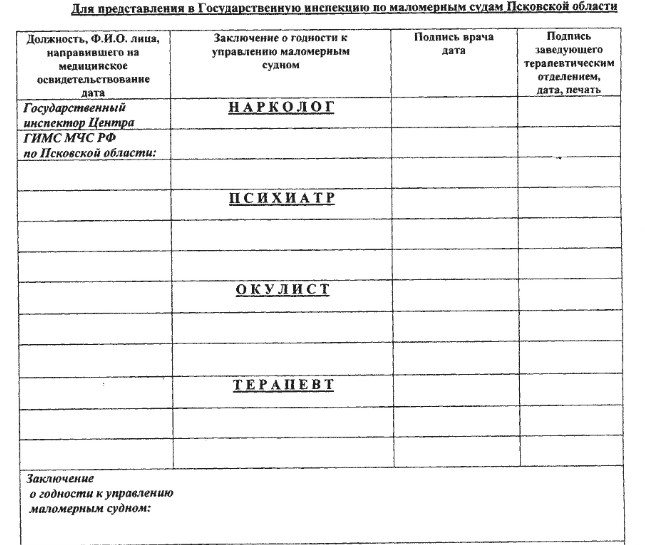 Для представления в Государственную инспекцию по маломерным судам Псковской области
Должность, Ф.И.О. лица,
направившего на
медицинское
освидетельствование
дата
Заключение о годности к
управлению маломерным
судном
Подпись врача
дата
Подпись
заведующего
терапевтическим
отделением,
дата, печать
Государственный
инспектор Центра
НАРКОЛОГ
ГИМС МЧС РФ
по Псковской области:
ПСИХИАТР
ОКУЛИСТ
ТЕРАПЕВТ
Заключение
о годности к управлению
маломерным судном: